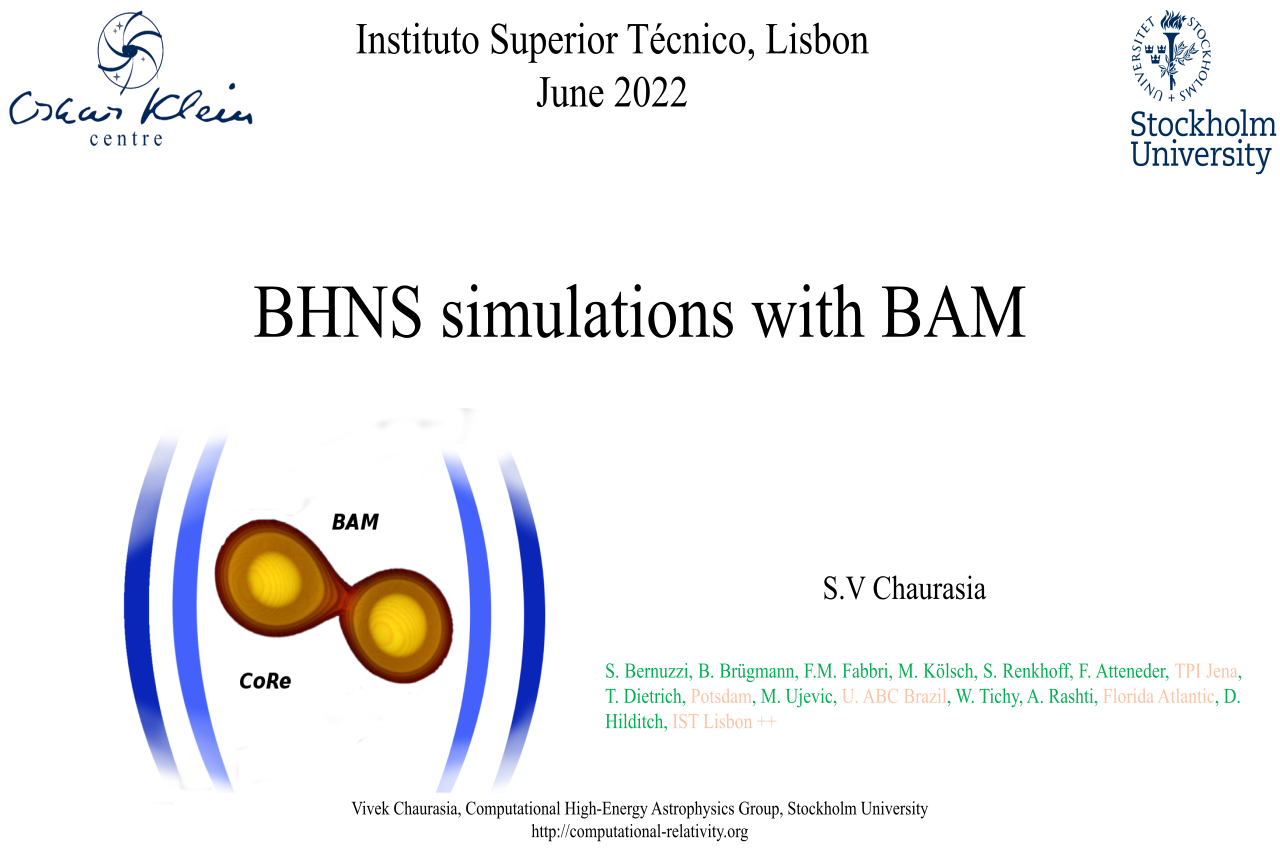 Instituto Superior Técnico, Lisbon
June 2022
Oskar Klein
centre
UNIVERSITET STOCKHOLMS
Stockholm
University
BHNS simulations with BAM
BAM
CoRe
S.V Chaurasia
S. Bernuzzi, B. Brügmann, F.M. Fabbri, M. Kölsch, S. Renkhoff, F. Atteneder, TPI Jena,
T. Dietrich, Potsdam, M. Ujevic, U. ABC Brazil, W. Tichy, A. Rashti, Florida Atlantic, D.
Hilditch, IST Lisbon ++
Vivek Chaurasia, Computational High-Energy Astrophysics Group, Stockholm University
http://computational-relativity.org